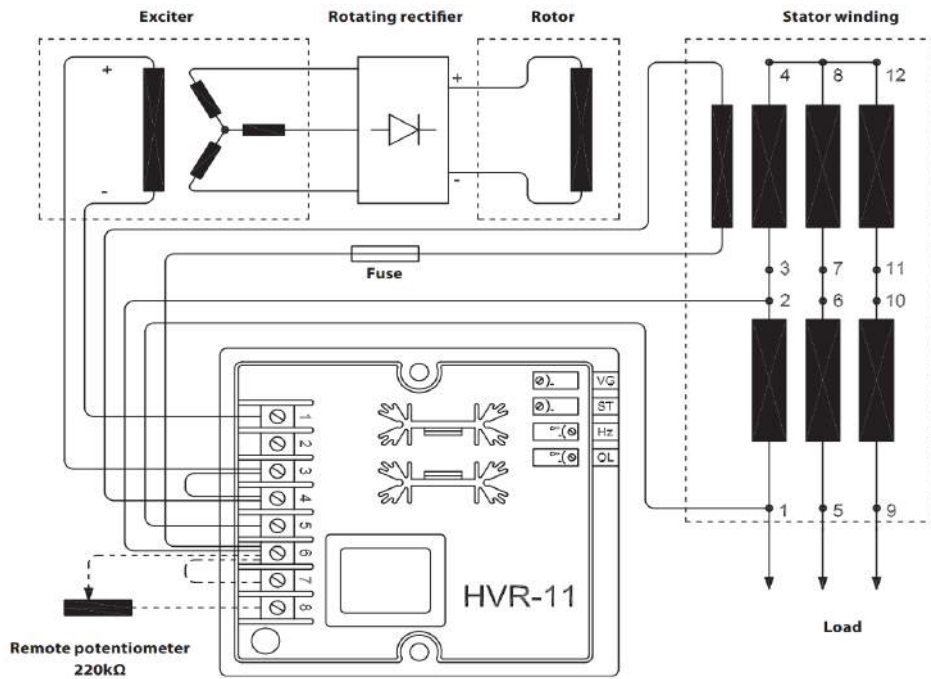 Exciter
Rotating rectifier
Rotor
Stator winding
+
-
+
-
4
8
12
3
7
11
2
6
10
Fuse
VG
ST
Hz
QL
1
2
3
4
5
6
7
8
HVR-11
1
5
9
Load
Remote potentiometer
220kΩ